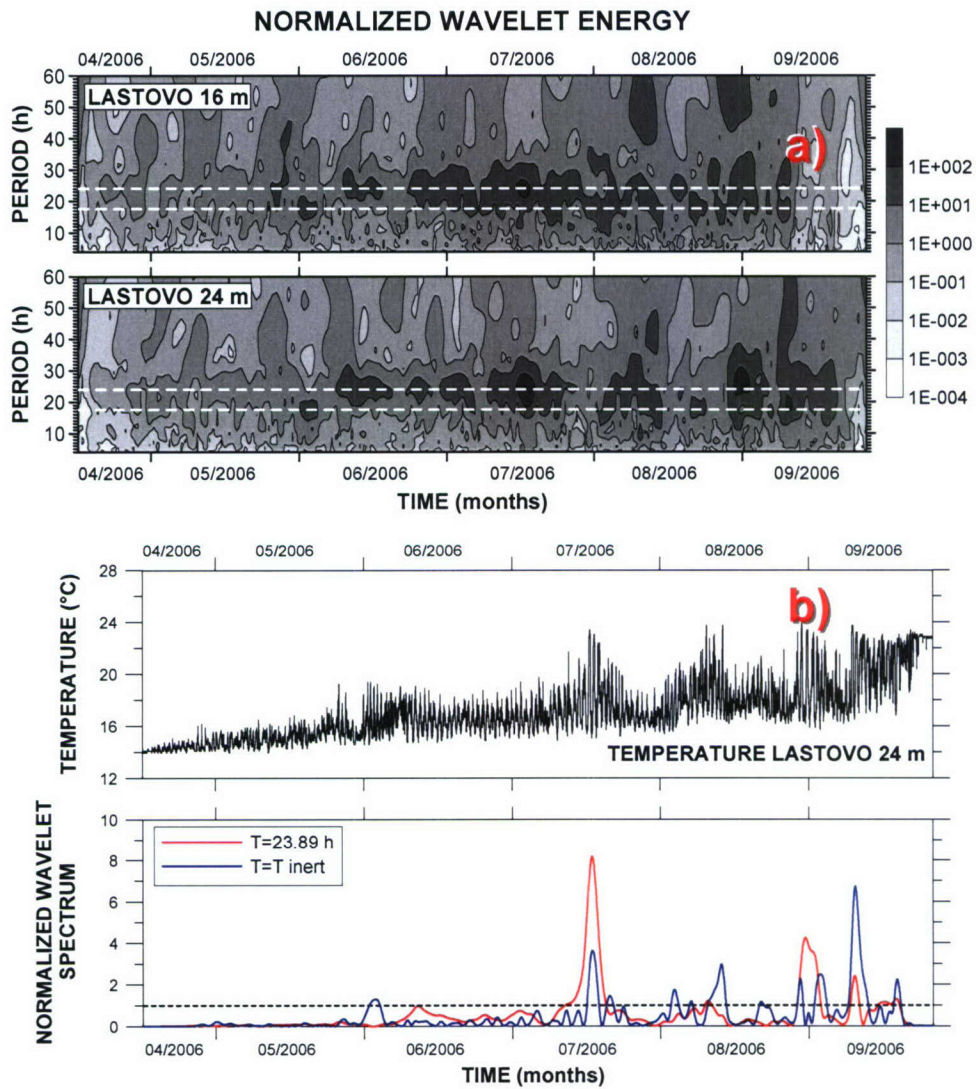 NORMALIZED WAVELET ENERGY
04/2006 05/2006 06/2006 07/2006 08/2006 09/2006
60
50
40
30
20
10
PERIOD (h)
LASTOVO 16 m
a)
1E+002
1E+001
1E+000
1E-001
1E-002
1E-003
1E-004
60
50
40
30
20
10
PERIOD (h)
LASTOVO 24 m
04/2006 05/2006 06/2006 07/2006 08/2006 09/2006
TIME (months)
04/2006 05/2006 06/2006 07/2006 08/2006 09/2006
28
24
20
16
12
TEMPERATURE (°C)
b)
TEMPERATURE LASTOVO 24 m
10
8
6
4
2
1
0
NORMALIZED WAVELET
SPECTRUM
T=23.89 h
T=T inert
04/2006 05/2006 06/2006 07/2006 08/2006 09/2006
TIME (months)